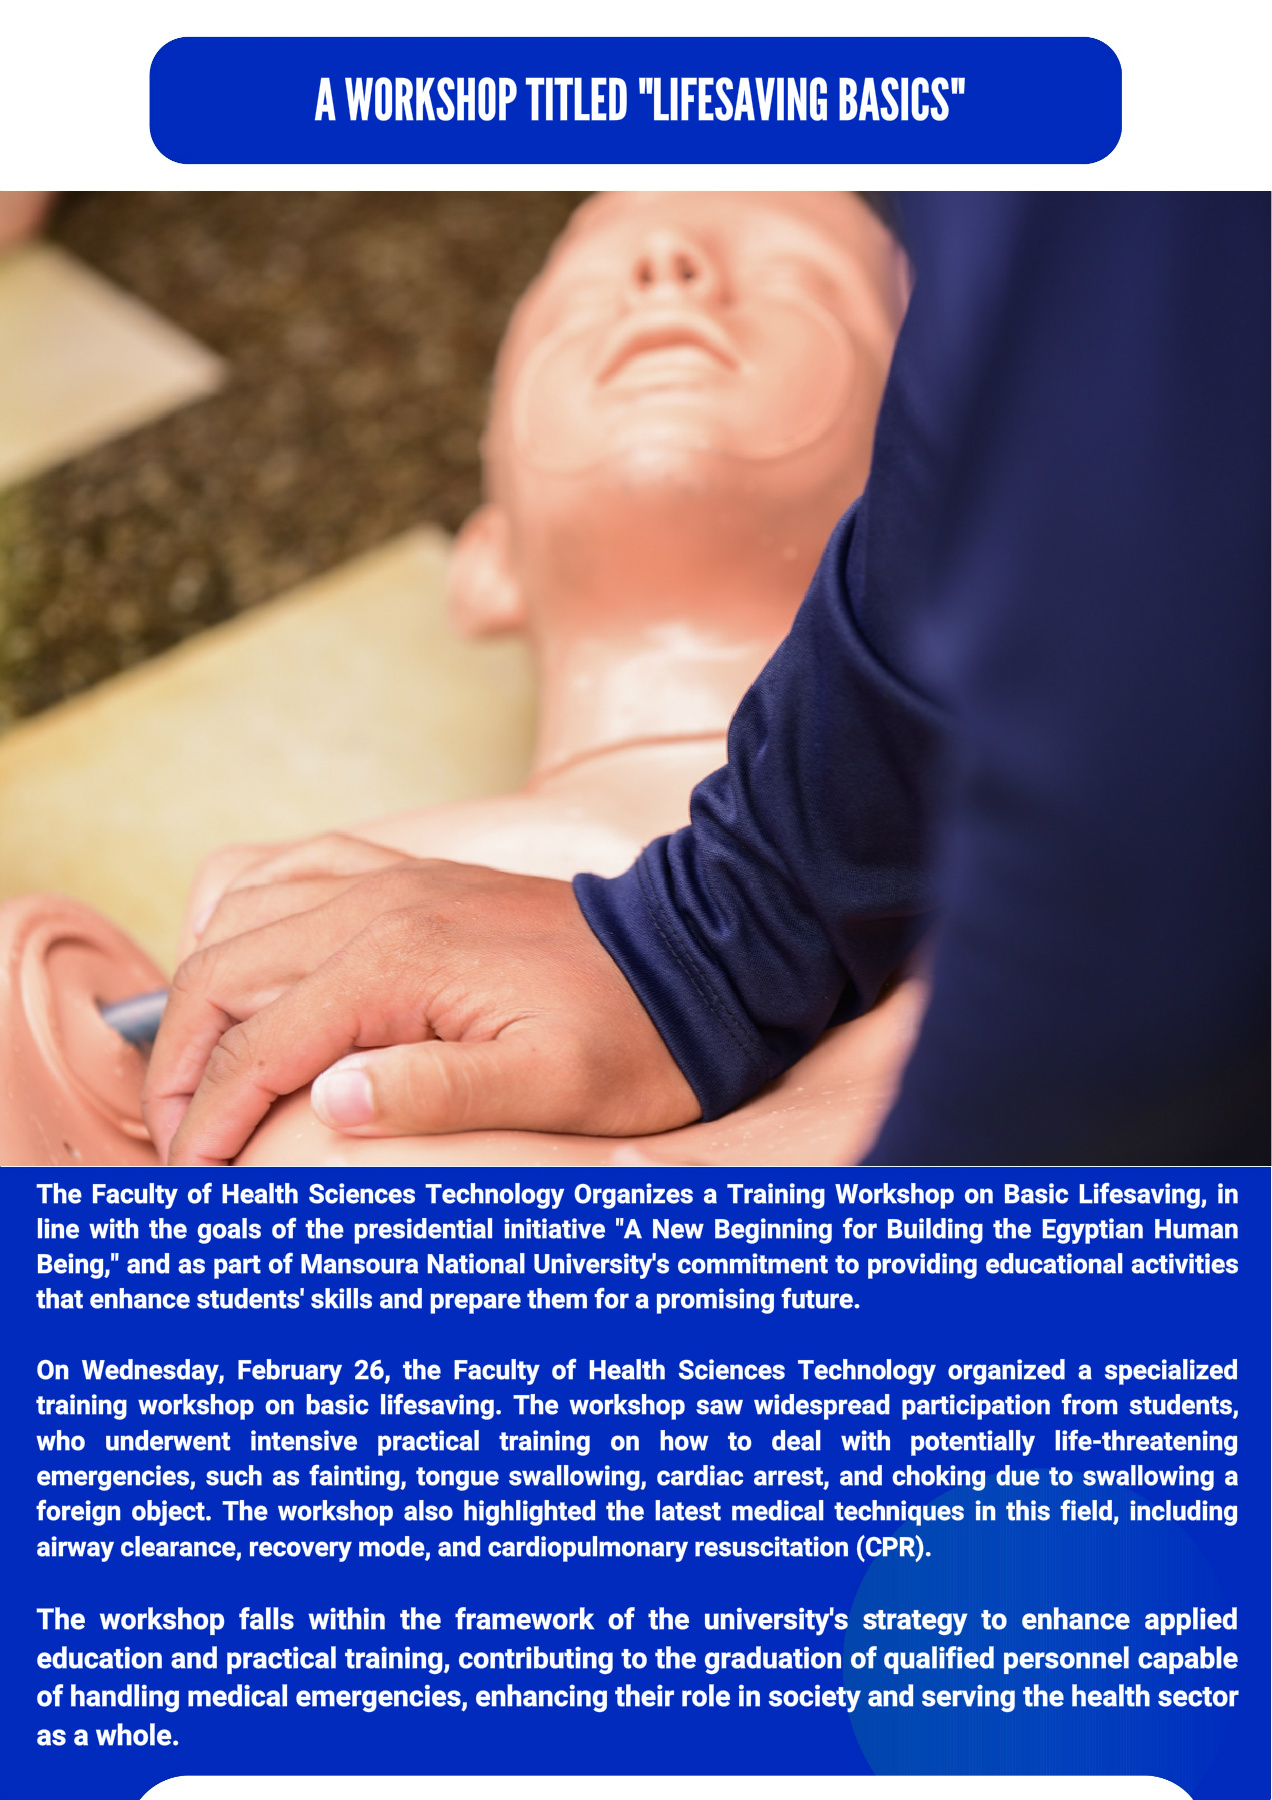 A WORKSHOP TITLED "LIFESAVING BASICS"
The Faculty of Health Sciences Technology Organizes a Training Workshop on Basic Lifesaving, in
line with the goals of the presidential initiative "A New Beginning for Building the Egyptian Human
Being," and as part of Mansoura National University's commitment to providing educational activities
that enhance students' skills and prepare them for a promising future.
On Wednesday, February 26, the Faculty of Health Sciences Technology organized a specialized
training workshop on basic lifesaving. The workshop saw widespread participation from students,
who underwent intensive practical training on how to deal with potentially life-threatening
emergencies, such as fainting, tongue swallowing, cardiac arrest, and choking due to swallowing a
foreign object. The workshop also highlighted the latest medical techniques in this field, including
airway clearance, recovery mode, and cardiopulmonary resuscitation (CPR).
The workshop falls within the framework of the university's strategy to enhance applied
education and practical training, contributing to the graduation of qualified personnel capable
of handling medical emergencies, enhancing their role in society and serving the health sector
as a whole.